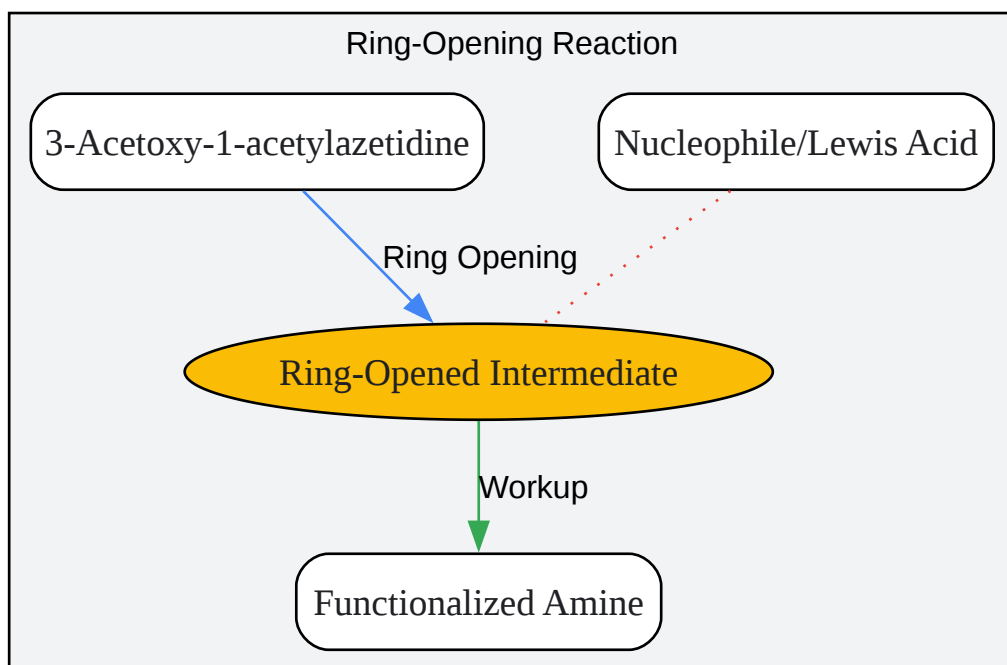 Ring-Opening Reaction
3-Acetoxy-1-acetylazetidine
Nucleophile/Lewis Acid
Ring Opening
Ring-Opened Intermediate
Workup
Functionalized Amine